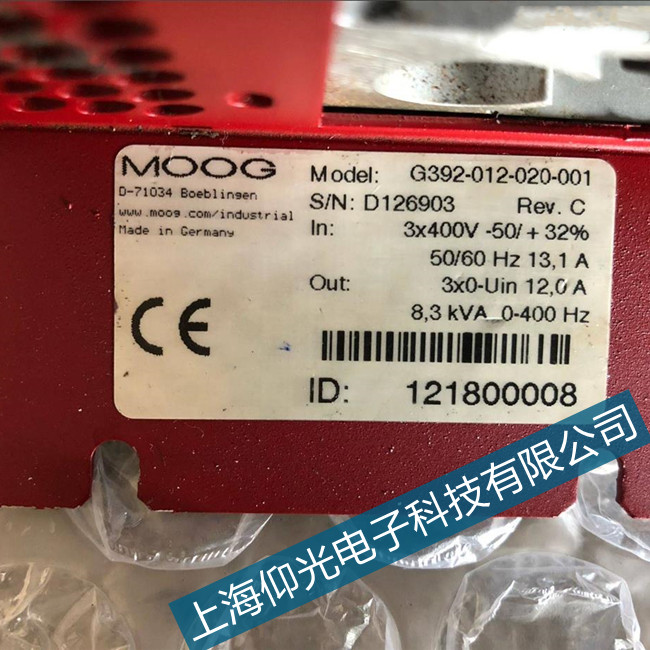 MOOG
D-71034 Boeblingen
www.moog.com/industrial
Made in Germany
CE
Model: G392-012-020-001
S/N: D126903 Rev. C
In: 3x400V -50/+32%
50/60 Hz 13,1 A
Out: 3x0-Uin 12,0 A
8,3 kVA 0-400 Hz
ID: 121800008
上海仰光电子科技有限公司